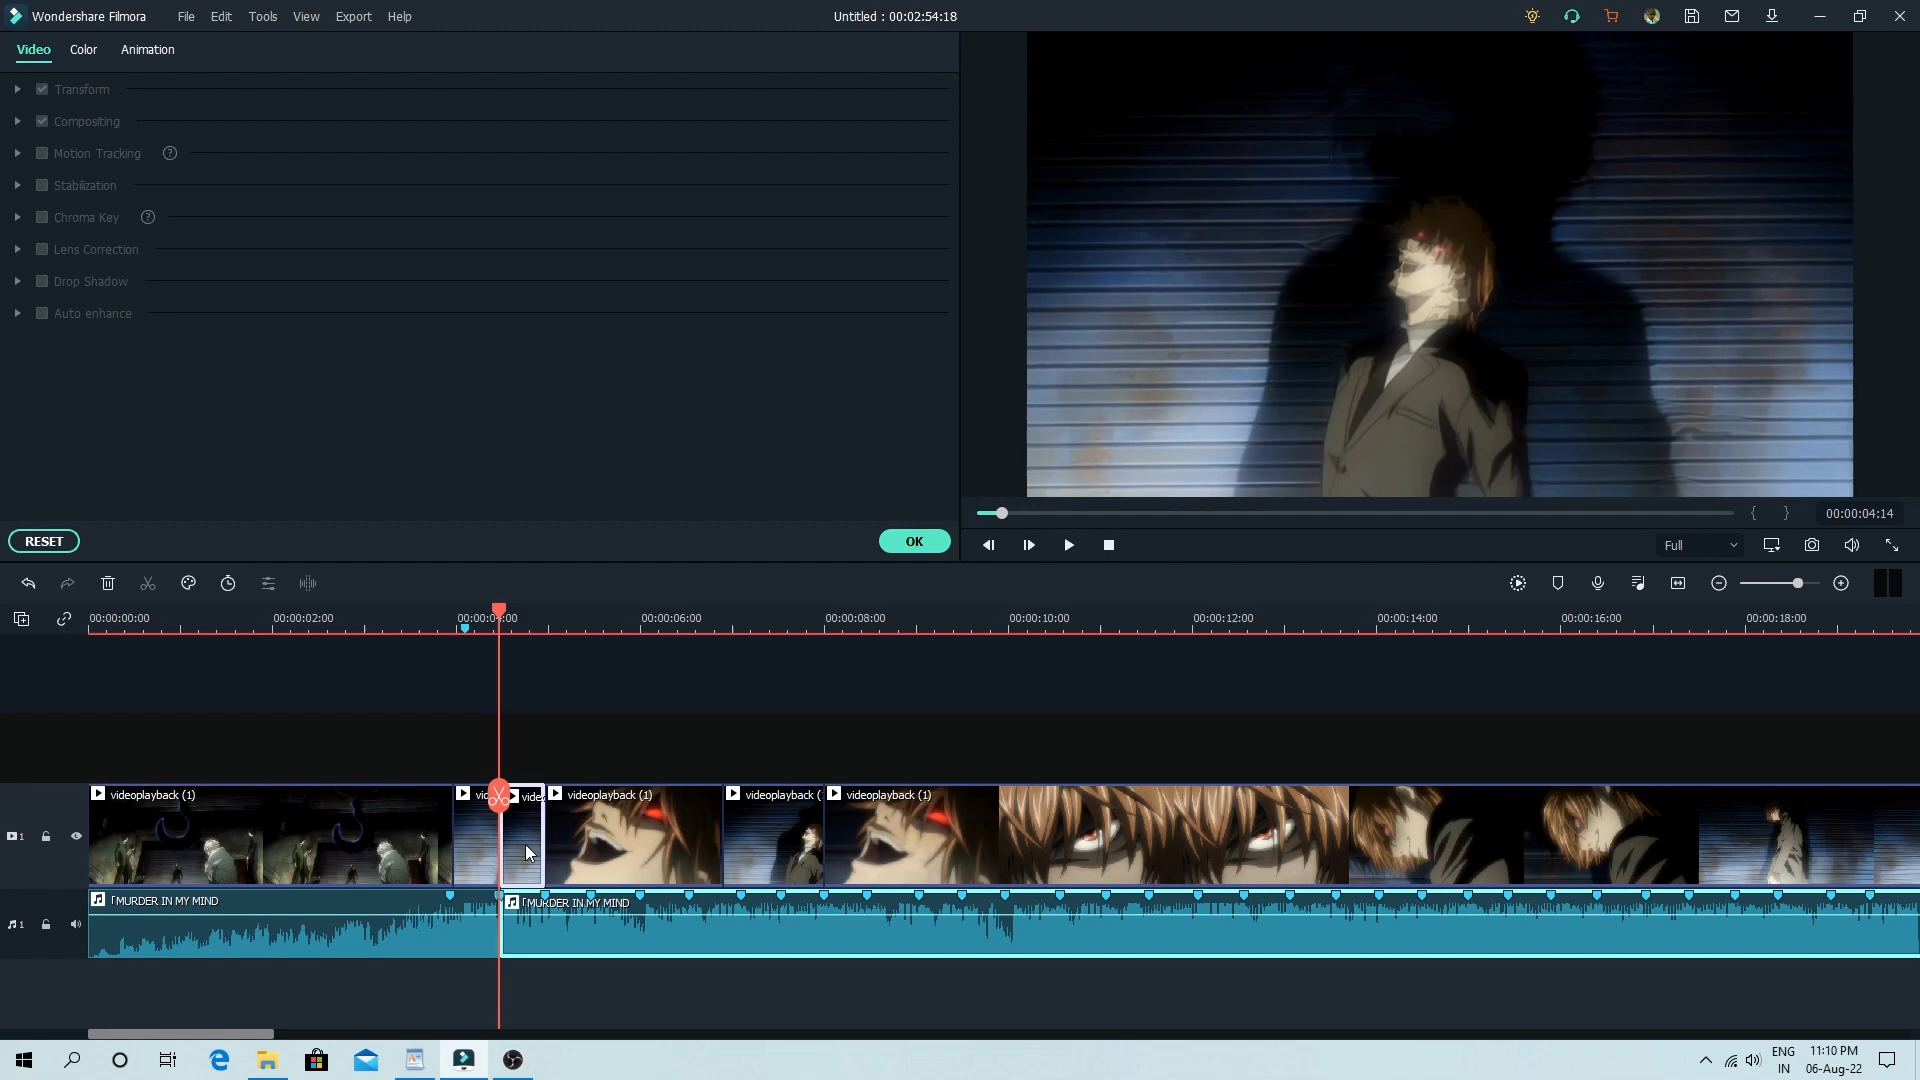 Wondershare Filmora File Edit Tools View Export Help Untitled : 00:02:54:18
Video Color Animation
Transform
Compositing
Motion Tracking ?
Stabilization
Chroma Key ?
Lens Correction
Drop Shadow
Auto enhance
{ } 00:00:04:14
RESET OK
Full
00:00:00:00 00:00:02:00 00:00:04:00 00:00:06:00 00:00:08:00 00:00:10:00 00:00:12:00 00:00:14:00 00:00:16:00 00:00:18:00
videoplayback (1) vid vide videoplayback (1) videoplayback ( videoplayback (1)
1
「MURDER IN MY MIND 「MURDER IN MY MIND
1
ENG 11:10 PM
IN 06-Aug-22